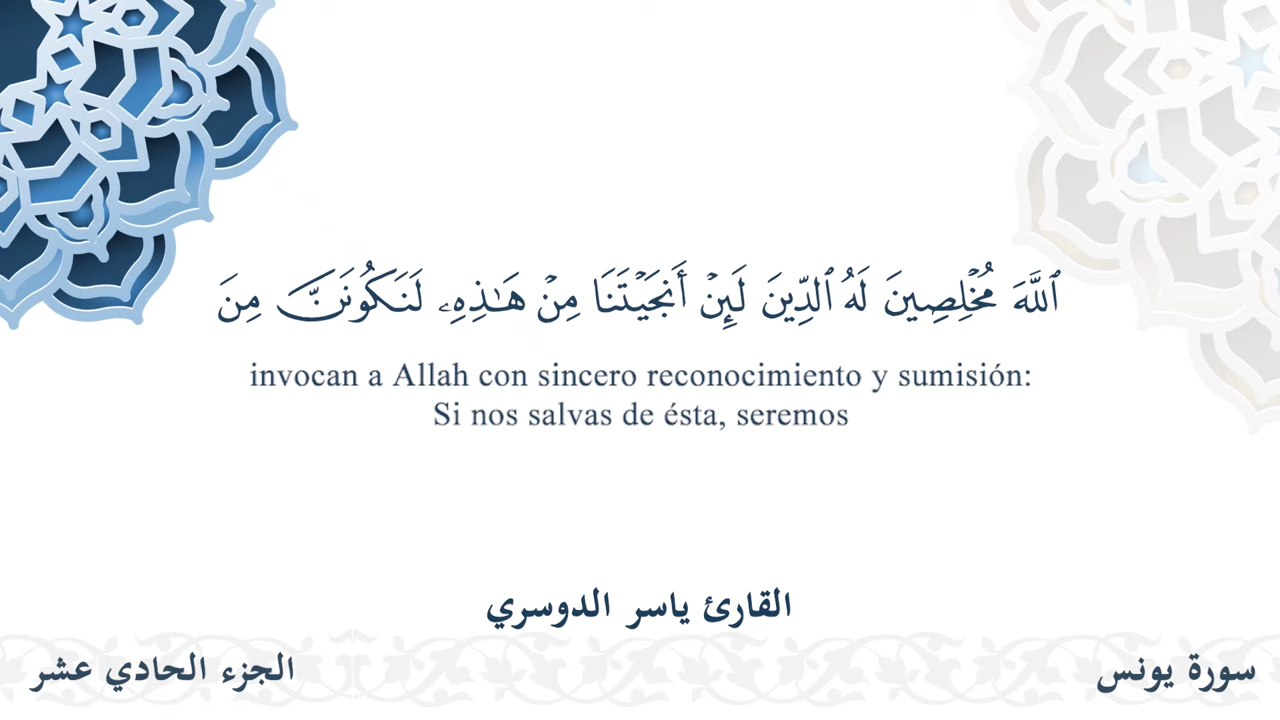 ٱللَّهَ مُخۡلِصِينَ لَهُ ٱلدِّينَ لَئِنۡ أَنجَيۡتَنَا مِنۡ هَٰذِهِۦ لَنَكُونَنَّ مِنَ
invocan a Allah con sincero reconocimiento y sumisión:
Si nos salvas de ésta, seremos
القارئ ياسر الدوسري
سورة يونس
الجزء الحادي عشر